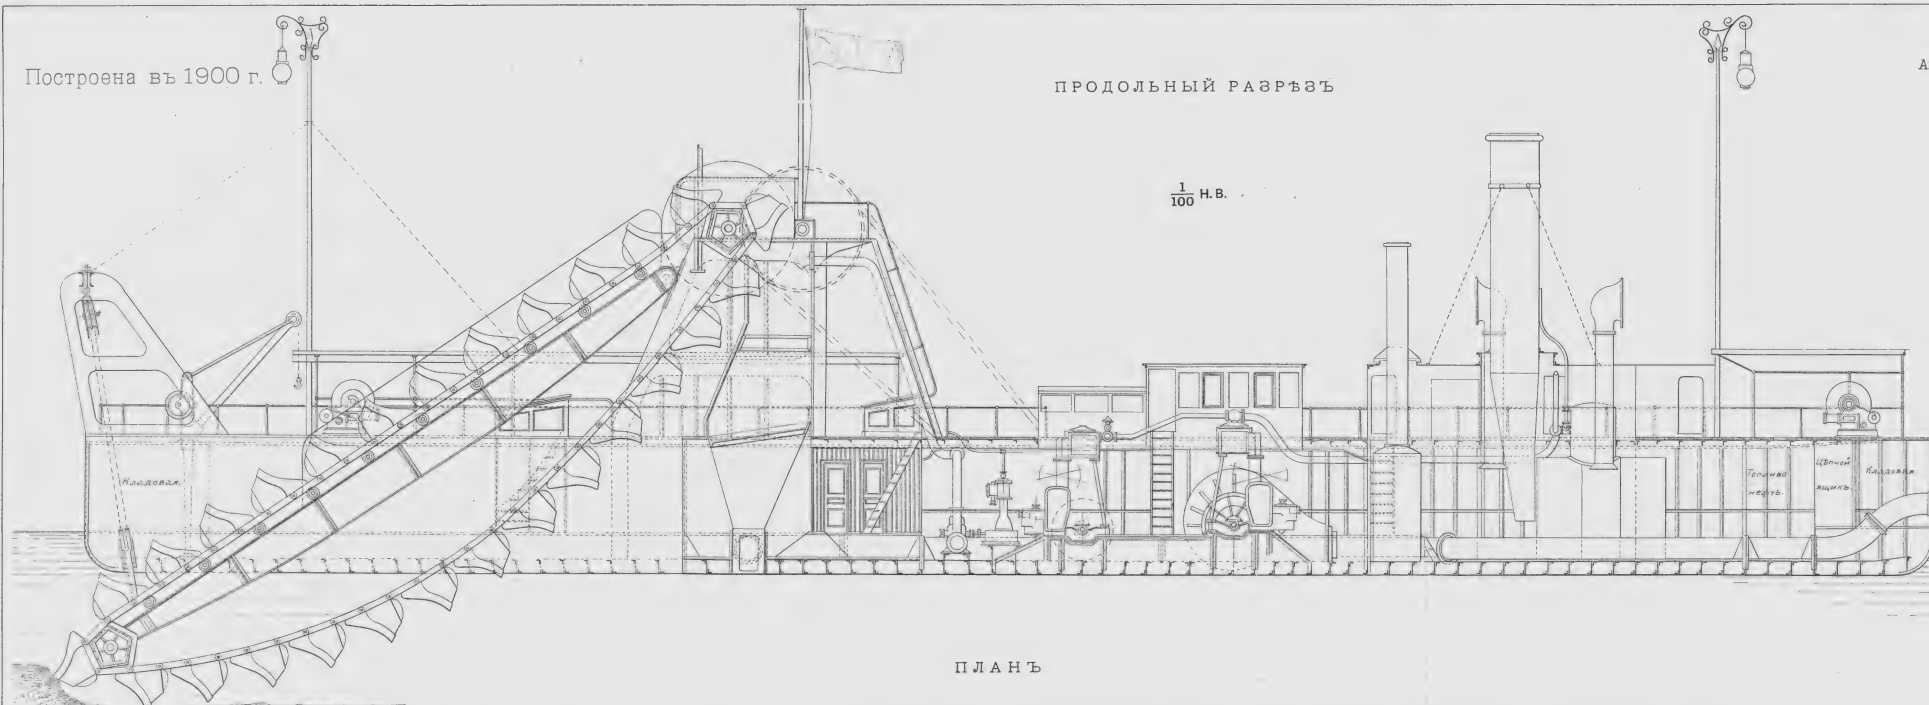 Построена въ 1900 г.
ПРОДОЛЬНЫЙ РАЗРѢЗЪ
А
1/100 Н.В.
Кладовая.
Топливо
нефть.
Цѣпной
ящикъ.
Кладовая
ПЛАНЪ